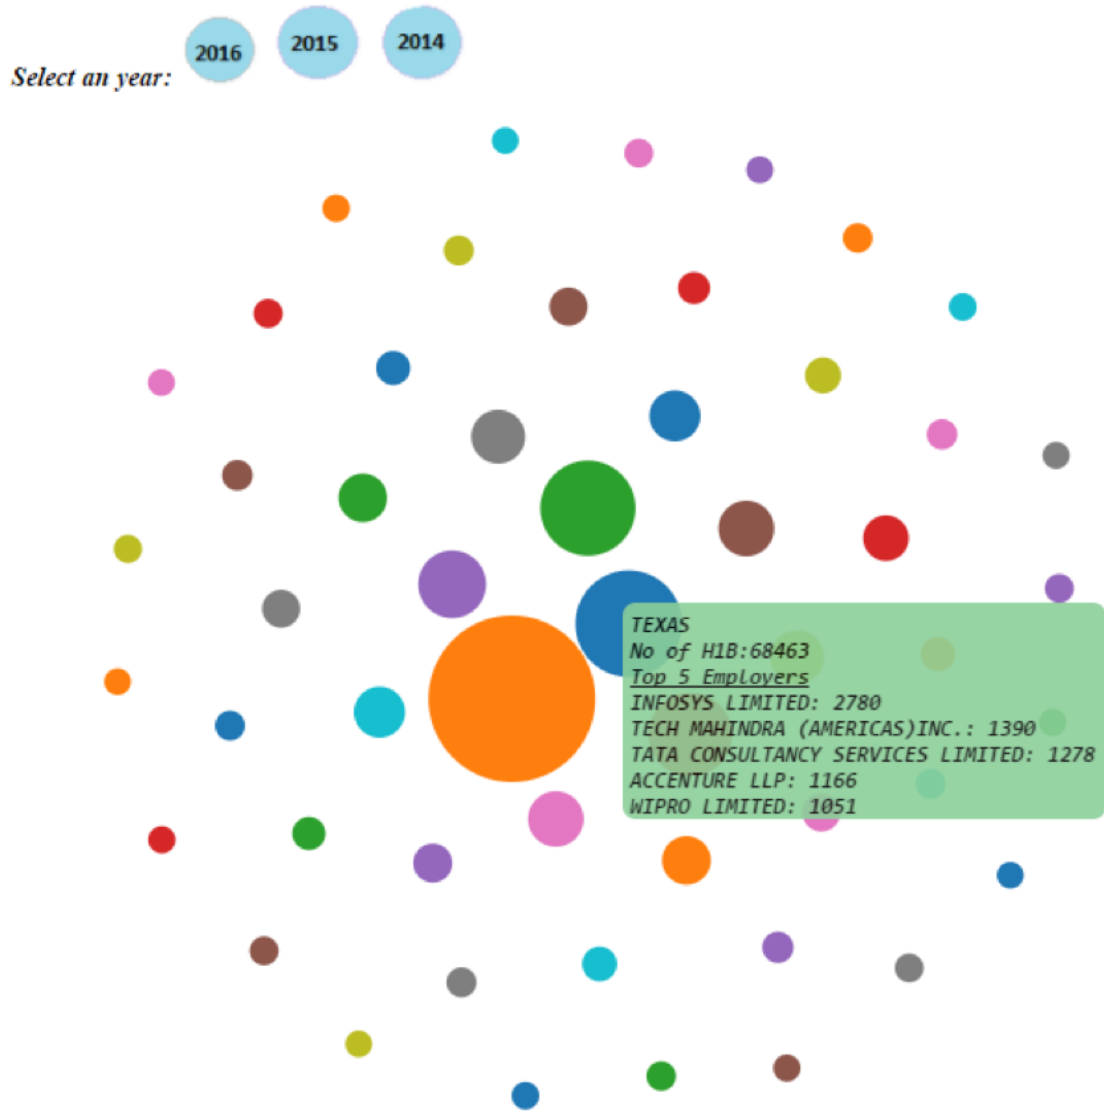 2016 2015 2014
Select an year:
TEXAS
No of H1B:68463
Top 5 Employers
INFOSYS LIMITED: 2780
TECH MAHINDRA (AMERICAS)INC.: 1390
TATA CONSULTANCY SERVICES LIMITED: 1278
ACCENTURE LLP: 1166
WIPRO LIMITED: 1051